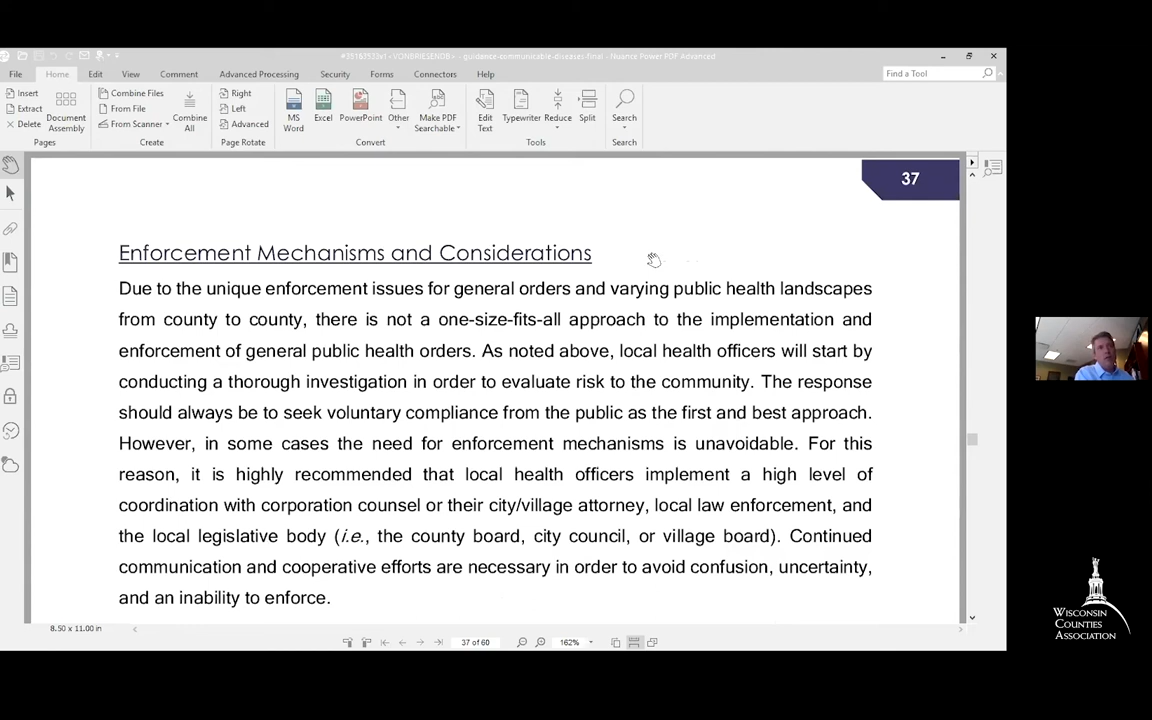 #35163533v1<VONBRIESENDB> - guidance-communicable-diseases-final - Nuance Power PDF Advanced
File Home Edit View Comment Advanced Processing Security Forms Connectors Help
Find a Tool
Insert
Extract
Delete
Document Assembly
Pages
Combine Files
From File
From Scanner
Combine All
Create
Right
Left
Advanced
Page Rotate
MS Word
Excel
PowerPoint
Other
Make PDF Searchable
Convert
Edit Text
Typewriter
Reduce
Split
Tools
Search
Search
37
Enforcement Mechanisms and Considerations
Due to the unique enforcement issues for general orders and varying public health landscapes
from county to county, there is not a one-size-fits-all approach to the implementation and
enforcement of general public health orders. As noted above, local health officers will start by
conducting a thorough investigation in order to evaluate risk to the community. The response
should always be to seek voluntary compliance from the public as the first and best approach.
However, in some cases the need for enforcement mechanisms is unavoidable. For this
reason, it is highly recommended that local health officers implement a high level of
coordination with corporation counsel or their city/village attorney, local law enforcement, and
the local legislative body (i.e., the county board, city council, or village board). Continued
communication and cooperative efforts are necessary in order to avoid confusion, uncertainty,
and an inability to enforce.
8.50 x 11.00 in
37 of 60
162%
WISCONSIN
COUNTIES
ASSOCIATION